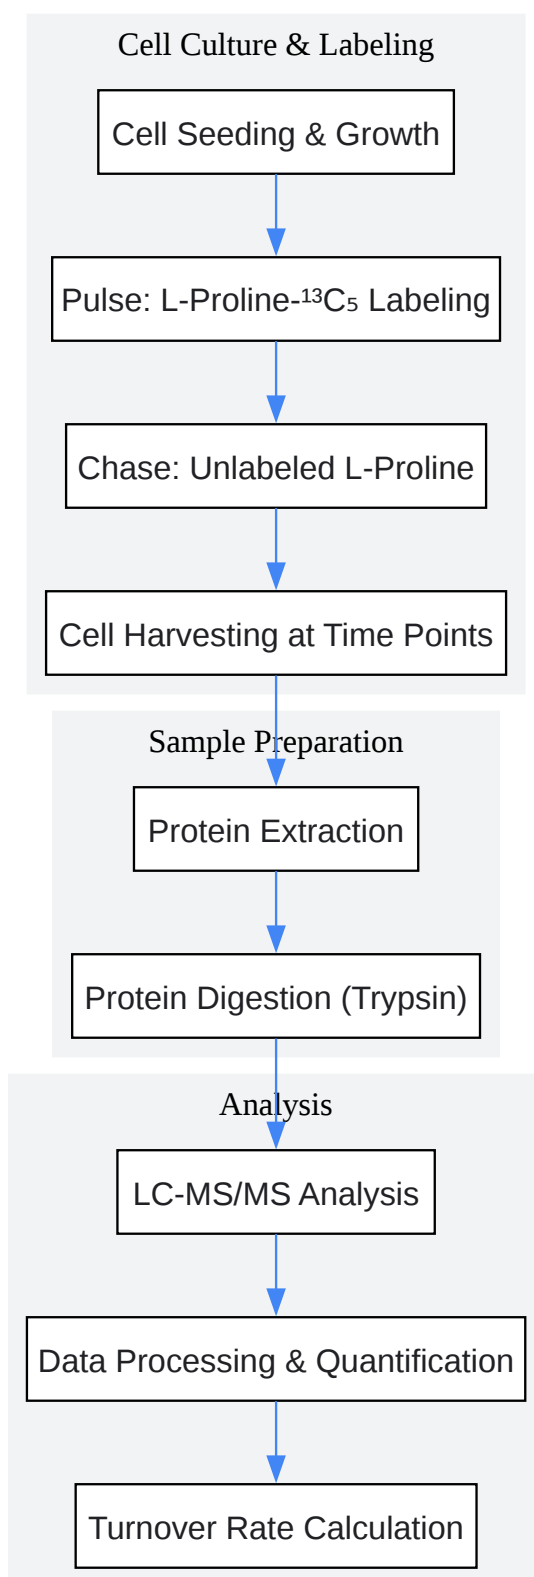 Cell Culture & Labeling
Cell Seeding & Growth
Pulse: L-Proline-¹³C₅ Labeling
Chase: Unlabeled L-Proline
Cell Harvesting at Time Points
Sample Preparation
Protein Extraction
Protein Digestion (Trypsin)
Analysis
LC-MS/MS Analysis
Data Processing & Quantification
Turnover Rate Calculation